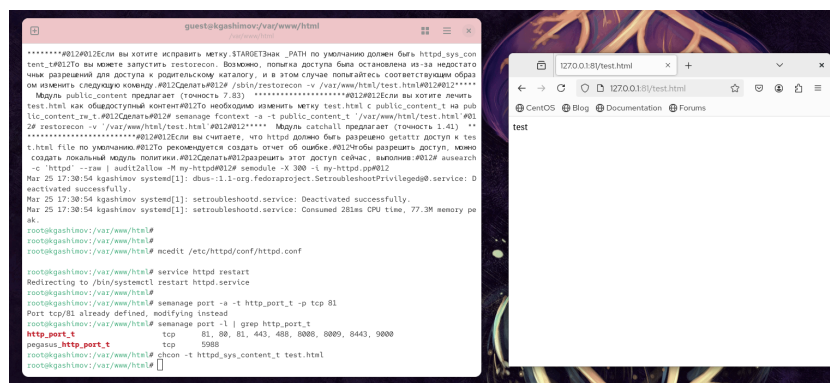 guest@kgashimov:/var/www/html
/var/www/html
********#012#012Если вы хотите исправить метку.$TARGETЗнак _PATH по умолчанию должен быть httpd_sys_con
tent_t#012То вы можете запустить restorecon. Возможно, попытка доступа была остановлена из-за недостато
чных разрешений для доступа к родительскому каталогу, и в этом случае попытайтесь соответствующим образ
ом изменить следующую команду.#012Сделать#012# /sbin/restorecon -v /var/www/html/test.html#012#012*****
Модуль public_content предлагает (точность 7.83) ********************#012#012Если вы хотите лечить
test.html как общедоступный контент#012То необходимо изменить метку test.html с public_content_t на pub
lic_content_rw_t.#012Сделать#012# semanage fcontext -a -t public_content_t '/var/www/html/test.html'#01
2# restorecon -v '/var/www/html/test.html'#012#012***** Модуль catchall предлагает (точность 1.41) **
************************#012#012Если вы считаете, что httpd должно быть разрешено getattr доступ к tes
t.html file по умолчанию.#012То рекомендуется создать отчет об ошибке.#012Чтобы разрешить доступ, можно
создать локальный модуль политики.#012Сделать#012разрешить этот доступ сейчас, выполнив:#012# ausearch
-c 'httpd' --raw | audit2allow -M my-httpd#012# semodule -X 300 -i my-httpd.pp#012
Mar 25 17:30:54 kgashimov systemd[1]: dbus-:1.1-org.fedoraproject.SetroubleshootPrivileged@0.service: D
eactivated successfully.
Mar 25 17:30:54 kgashimov systemd[1]: setroubleshootd.service: Deactivated successfully.
Mar 25 17:30:54 kgashimov systemd[1]: setroubleshootd.service: Consumed 281ms CPU time, 77.3M memory pe
ak.
root@kgashimov:/var/www/html#
root@kgashimov:/var/www/html#
root@kgashimov:/var/www/html# mcedit /etc/httpd/conf/httpd.conf
root@kgashimov:/var/www/html# service httpd restart
Redirecting to /bin/systemctl restart httpd.service
root@kgashimov:/var/www/html# semanage port -a -t http_port_t -p tcp 81
Port tcp/81 already defined, modifying instead
root@kgashimov:/var/www/html# semanage port -l | grep http_port_t
http_port_t tcp 81, 80, 81, 443, 488, 8008, 8009, 8443, 9000
pegasus_http_port_t tcp 5988
root@kgashimov:/var/www/html# chcon -t httpd_sys_content_t test.html
root@kgashimov:/var/www/html#
127.0.0.1:81/test.html
127.0.0.1:81/test.html
CentOS Blog Documentation Forums
test